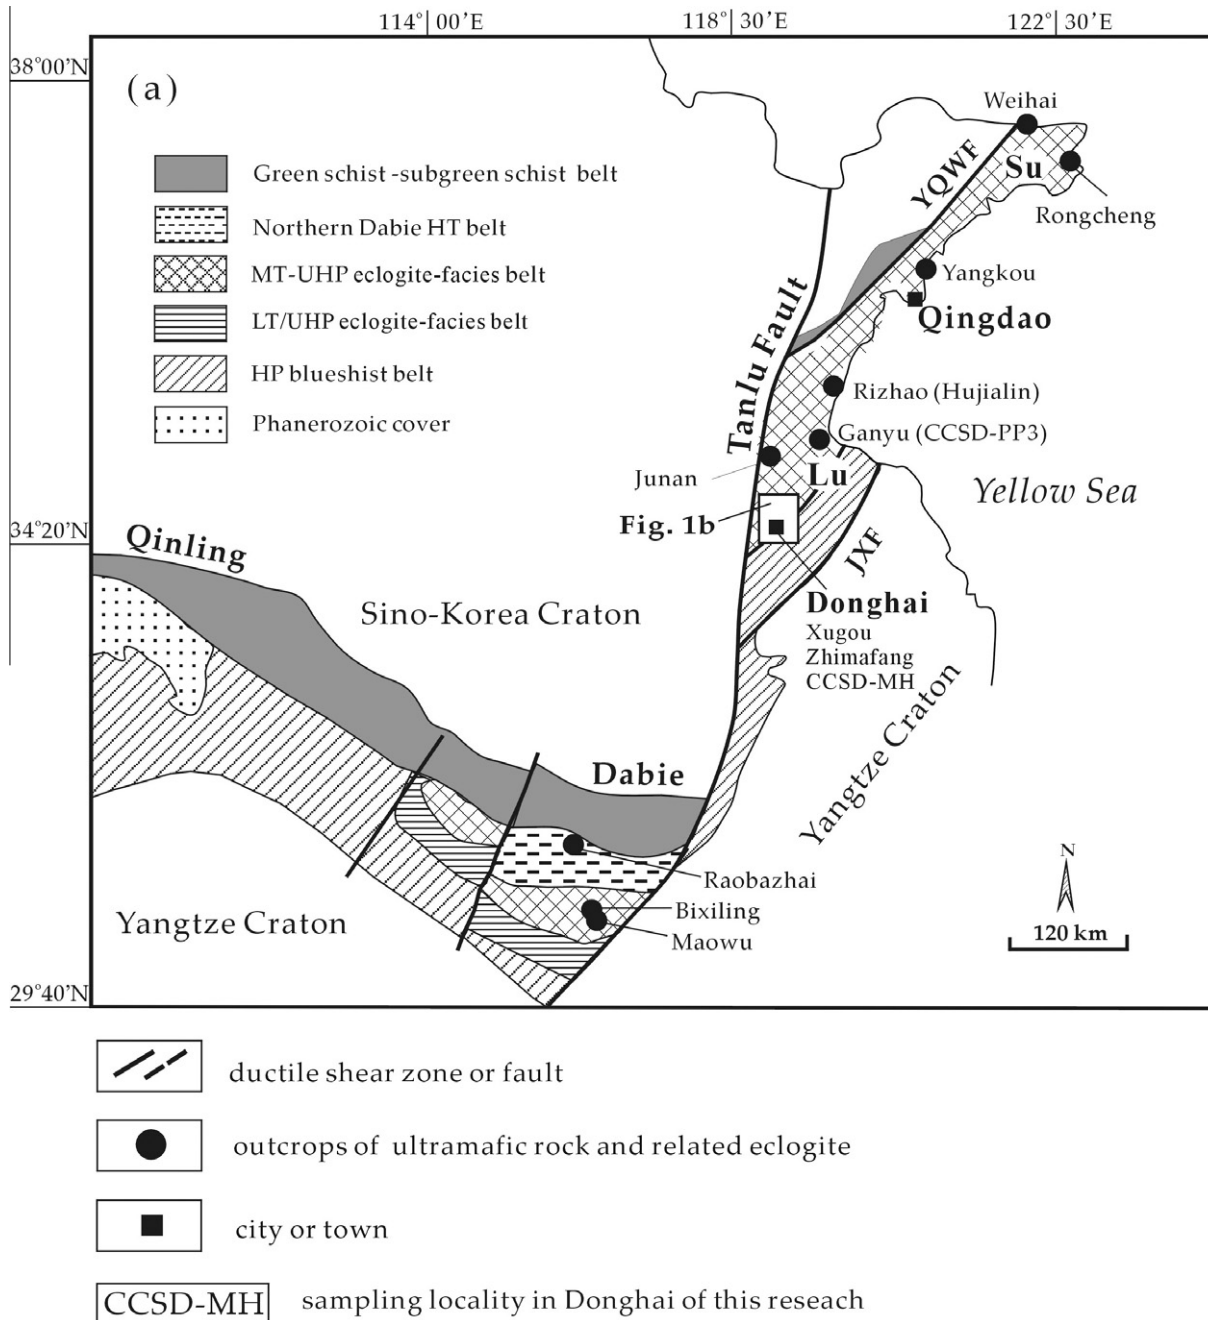 114°00'E
118°30'E
122°30'E
38°00'N
(a)
Weihai
Su
YQWF
Rongcheng
Green schist -subgreen schist belt
Northern Dabie HT belt
MT-UHP eclogite-facies belt
LT/UHP eclogite-facies belt
HP blueshist belt
Phanerozoic cover
Yangkou
Qingdao
Tanlu Fault
Rizhao (Hujialin)
Ganyu (CCSD-PP3)
Junan
Lu
Yellow Sea
Fig. 1b
34°20'N
Qinling
JXF
Sino-Korea Craton
Donghai
Xugou
Zhimafang
CCSD-MH
Yangtze Craton
Dabie
Raobazhai
Bixiling
Maowu
Yangtze Craton
N
120 km
29°40'N
ductile shear zone or fault
outcrops of ultramafic rock and related eclogite
city or town
CCSD-MH sampling locality in Donghai of this reseach